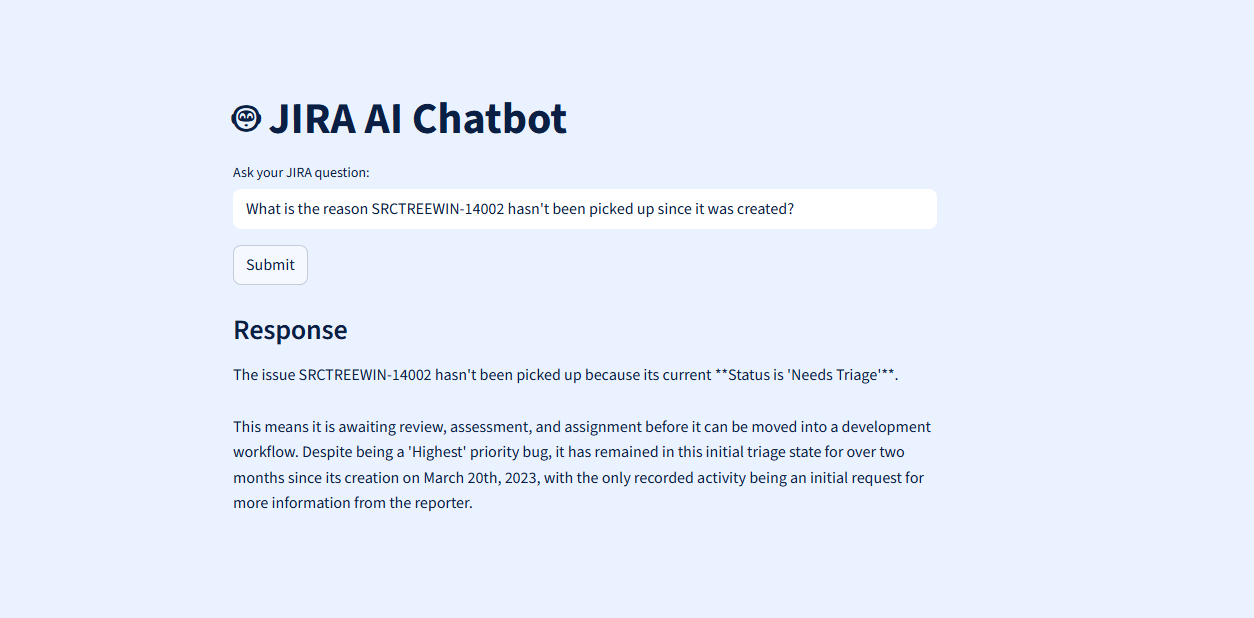 JIRA AI Chatbot
Ask your JIRA question:
What is the reason SRCTREEWIN-14002 hasn't been picked up since it was created?
Submit
Response
The issue SRCTREEWIN-14002 hasn't been picked up because its current **Status is 'Needs Triage'**.
This means it is awaiting review, assessment, and assignment before it can be moved into a development
workflow. Despite being a 'Highest' priority bug, it has remained in this initial triage state for over two
months since its creation on March 20th, 2023, with the only recorded activity being an initial request for
more information from the reporter.